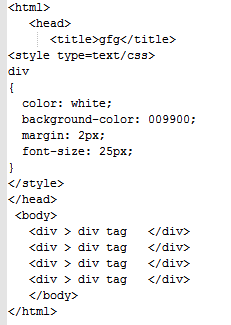 <html>
<head>
<title>gfg</title>
<style type=text/css>
div
{
color: white;
background-color: 009900;
margin: 2px;
font-size: 25px;
}
</style>
</head>
<body>
<div > div tag   </div>
<div > div tag   </div>
<div > div tag   </div>
<div > div tag   </div>
</body>
</html>